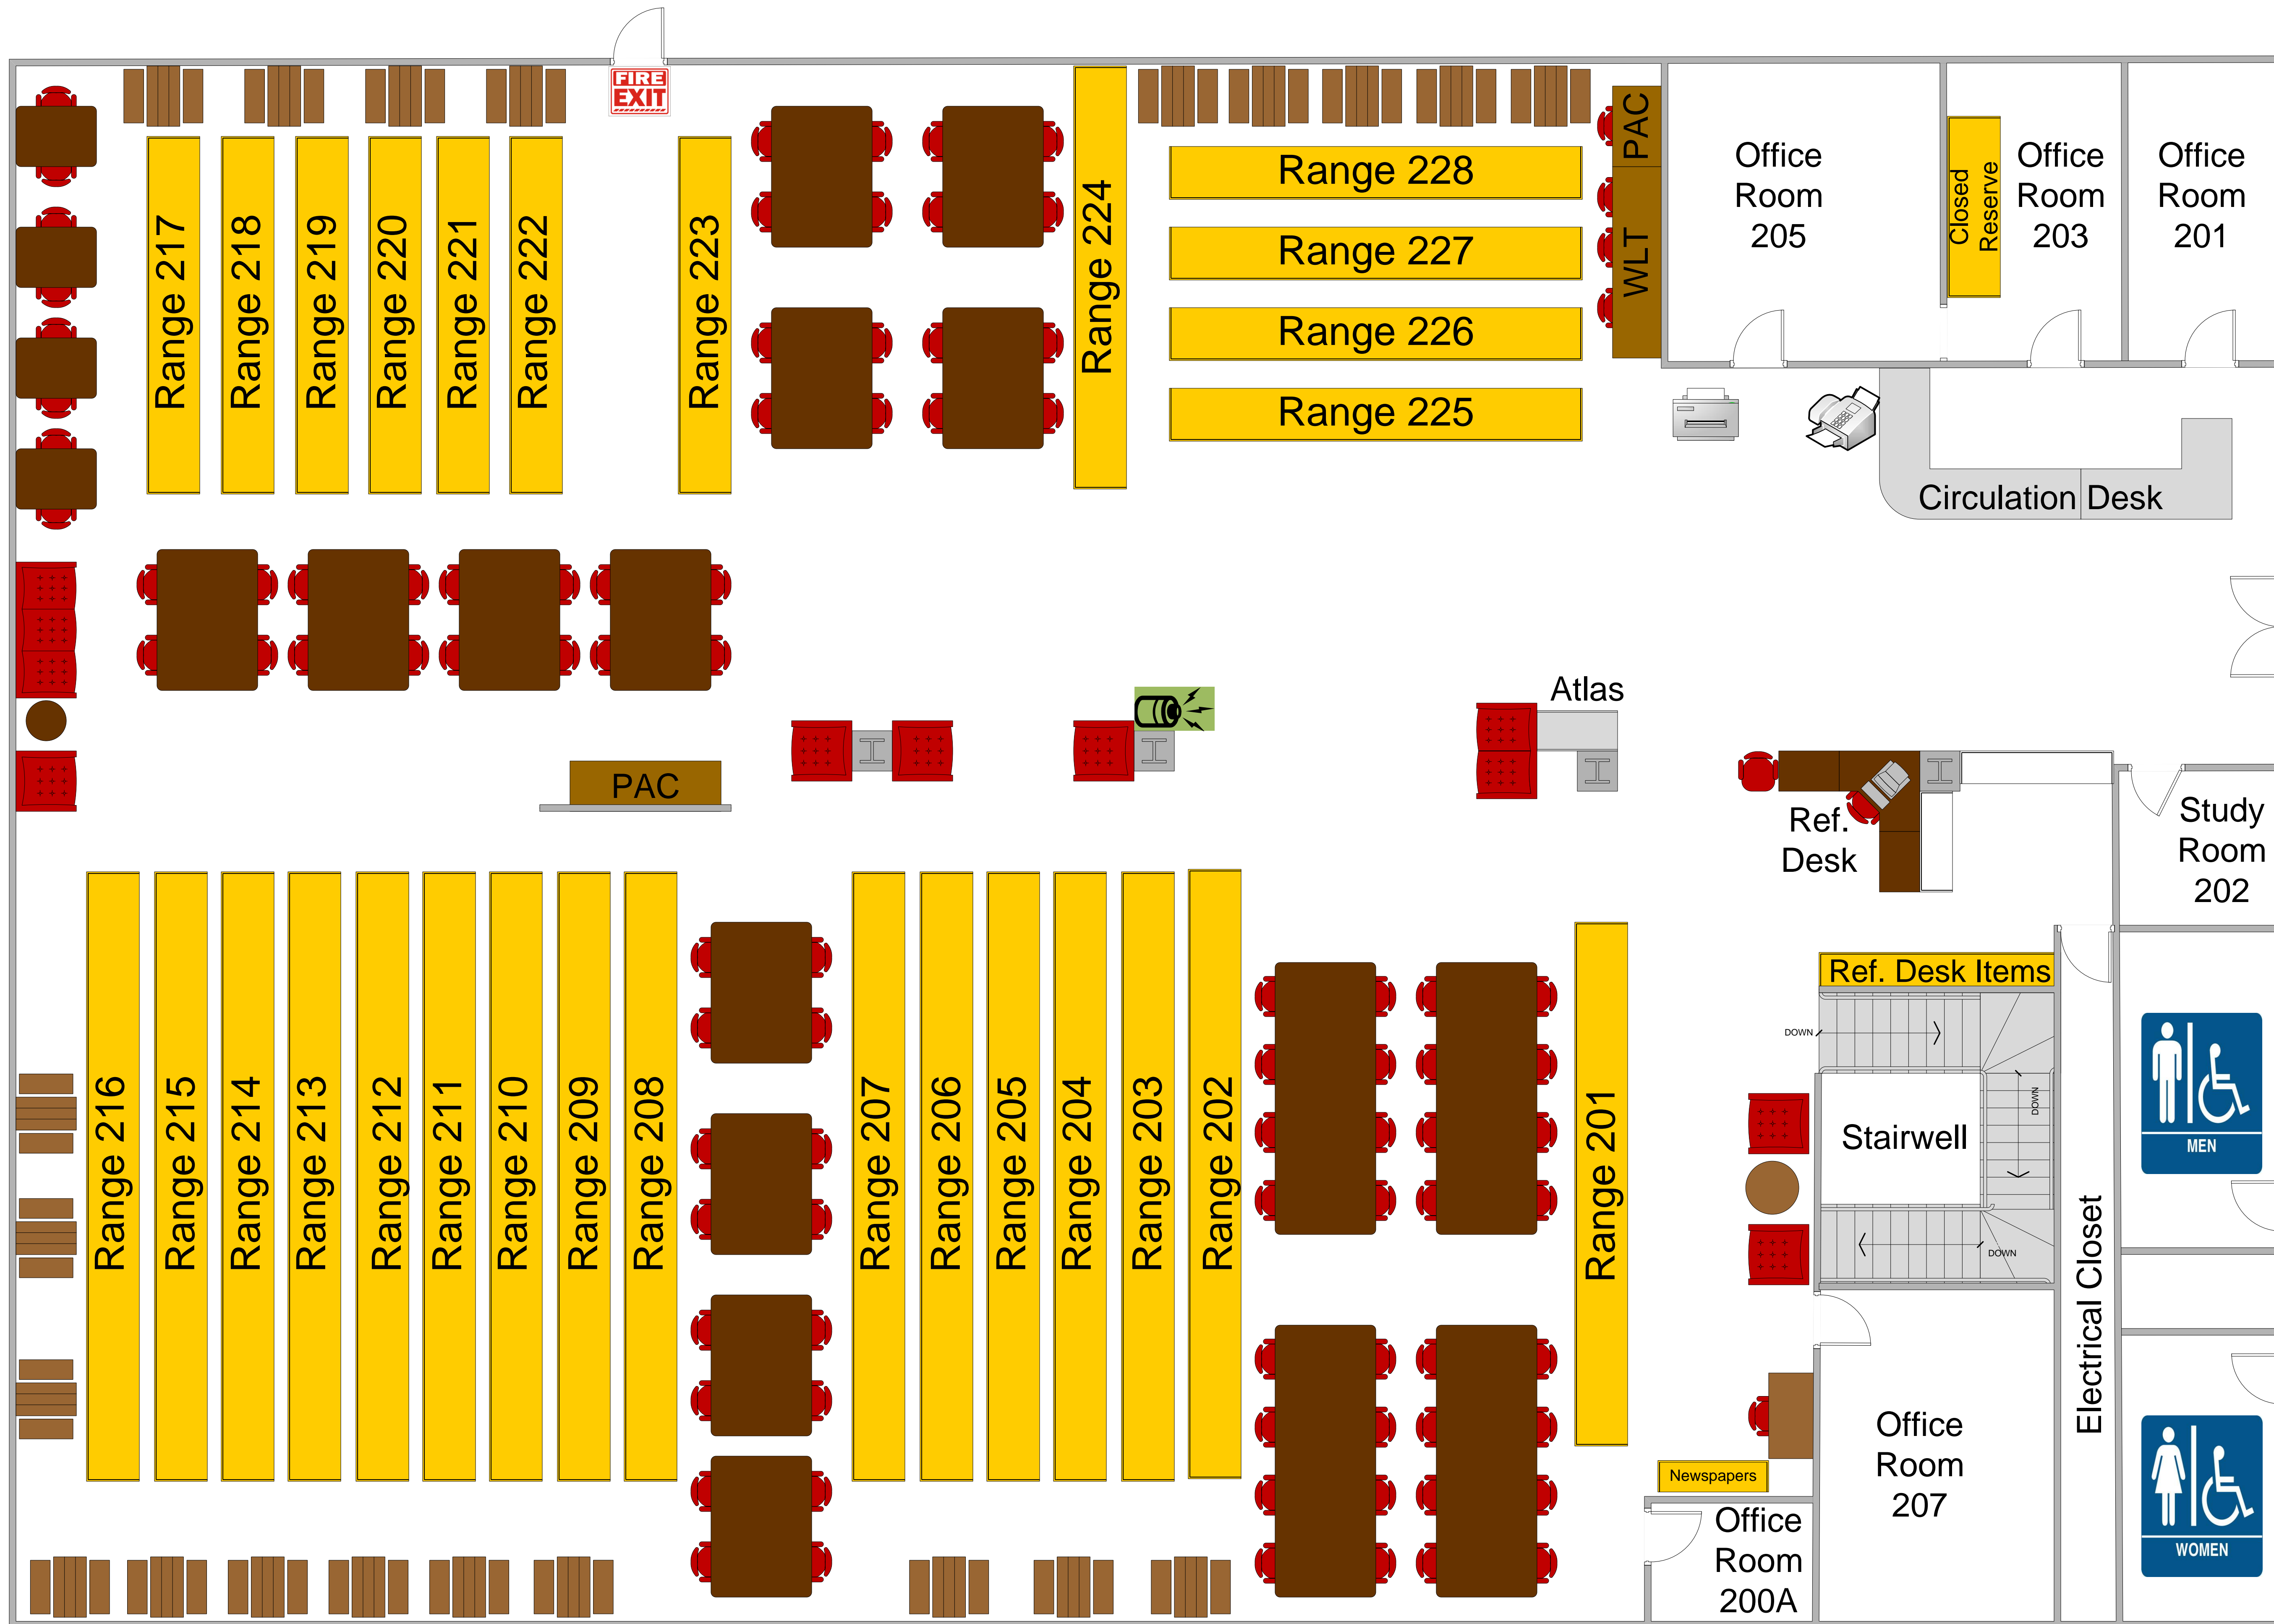 FIRE
EXIT
Range 217
Range 218
Range 219
Range 220
Range 221
Range 222
Range 223
Range 224
Range 228
Range 227
Range 226
Range 225
PAC
WLT
Office
Room
205
Closed
Reserve
Office
Room
203
Office
Room
201
Circulation Desk
Atlas
PAC
Ref.
Desk
Study
Room
202
Range 216
Range 215
Range 214
Range 213
Range 212
Range 211
Range 210
Range 209
Range 208
Range 207
Range 206
Range 205
Range 204
Range 203
Range 202
Range 201
Ref. Desk Items
DOWN
DOWN
Stairwell
DOWN
Electrical Closet
MEN
Newspapers
Office
Room
207
Office
Room
200A
WOMEN